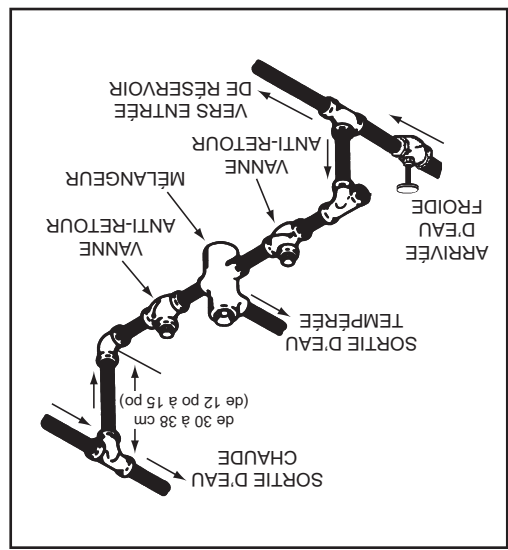 SORTIE D'EAU
CHAUDE
de 30 à 38 cm
(de 12 po à 15 po)
SORTIE D'EAU
TEMPÉRÉE
ARRIVÉE
D'EAU
FROIDE
VANNE
ANTI-RETOUR
MÉLANGEUR
VANNE
ANTI-RETOUR
VERS ENTRÉE
DE RÉSERVOIR